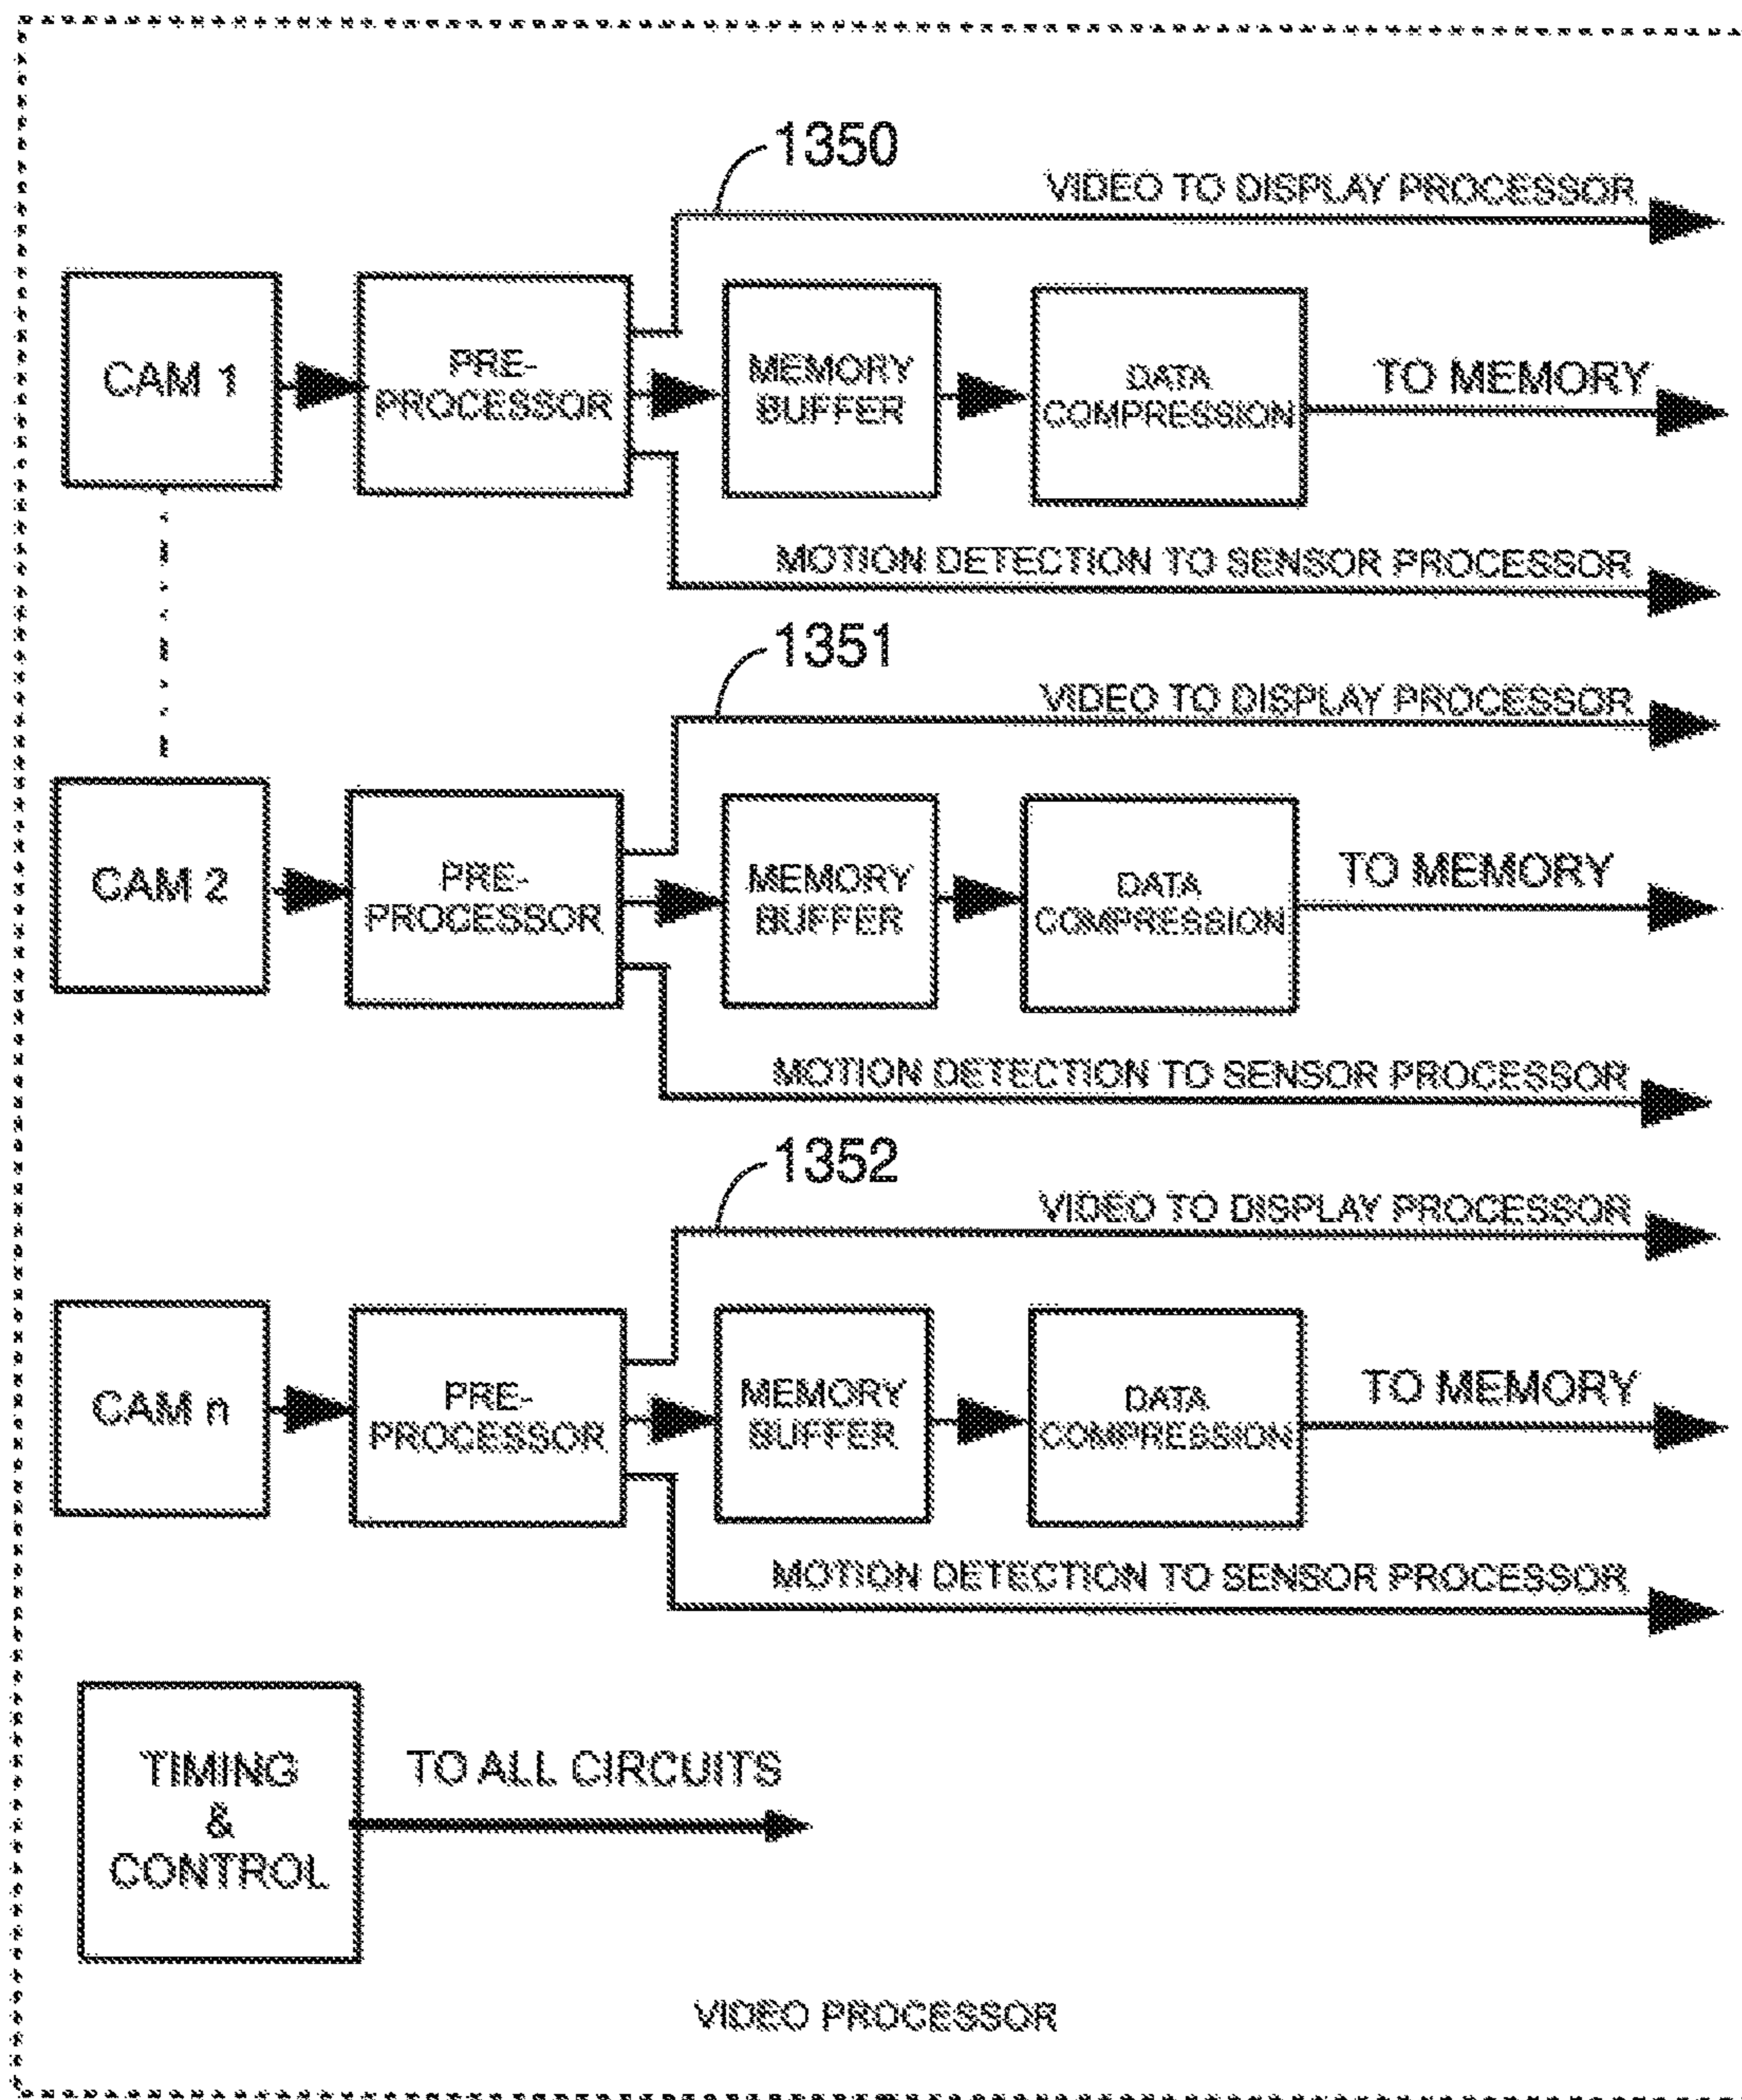 1350
VIDEO TO DISPLAY PROCESSOR
CAM 1
PRE-
PROCESSOR
MEMORY
BUFFER
DATA
COMPRESSION
TO MEMORY
MOTION DETECTION TO SENSOR PROCESSOR
1351
VIDEO TO DISPLAY PROCESSOR
CAM 2
PRE-
PROCESSOR
MEMORY
BUFFER
DATA
COMPRESSION
TO MEMORY
MOTION DETECTION TO SENSOR PROCESSOR
1352
VIDEO TO DISPLAY PROCESSOR
CAM n
PRE-
PROCESSOR
MEMORY
BUFFER
DATA
COMPRESSION
TO MEMORY
MOTION DETECTION TO SENSOR PROCESSOR
TIMING
&
CONTROL
TO ALL CIRCUITS
VIDEO PROCESSOR